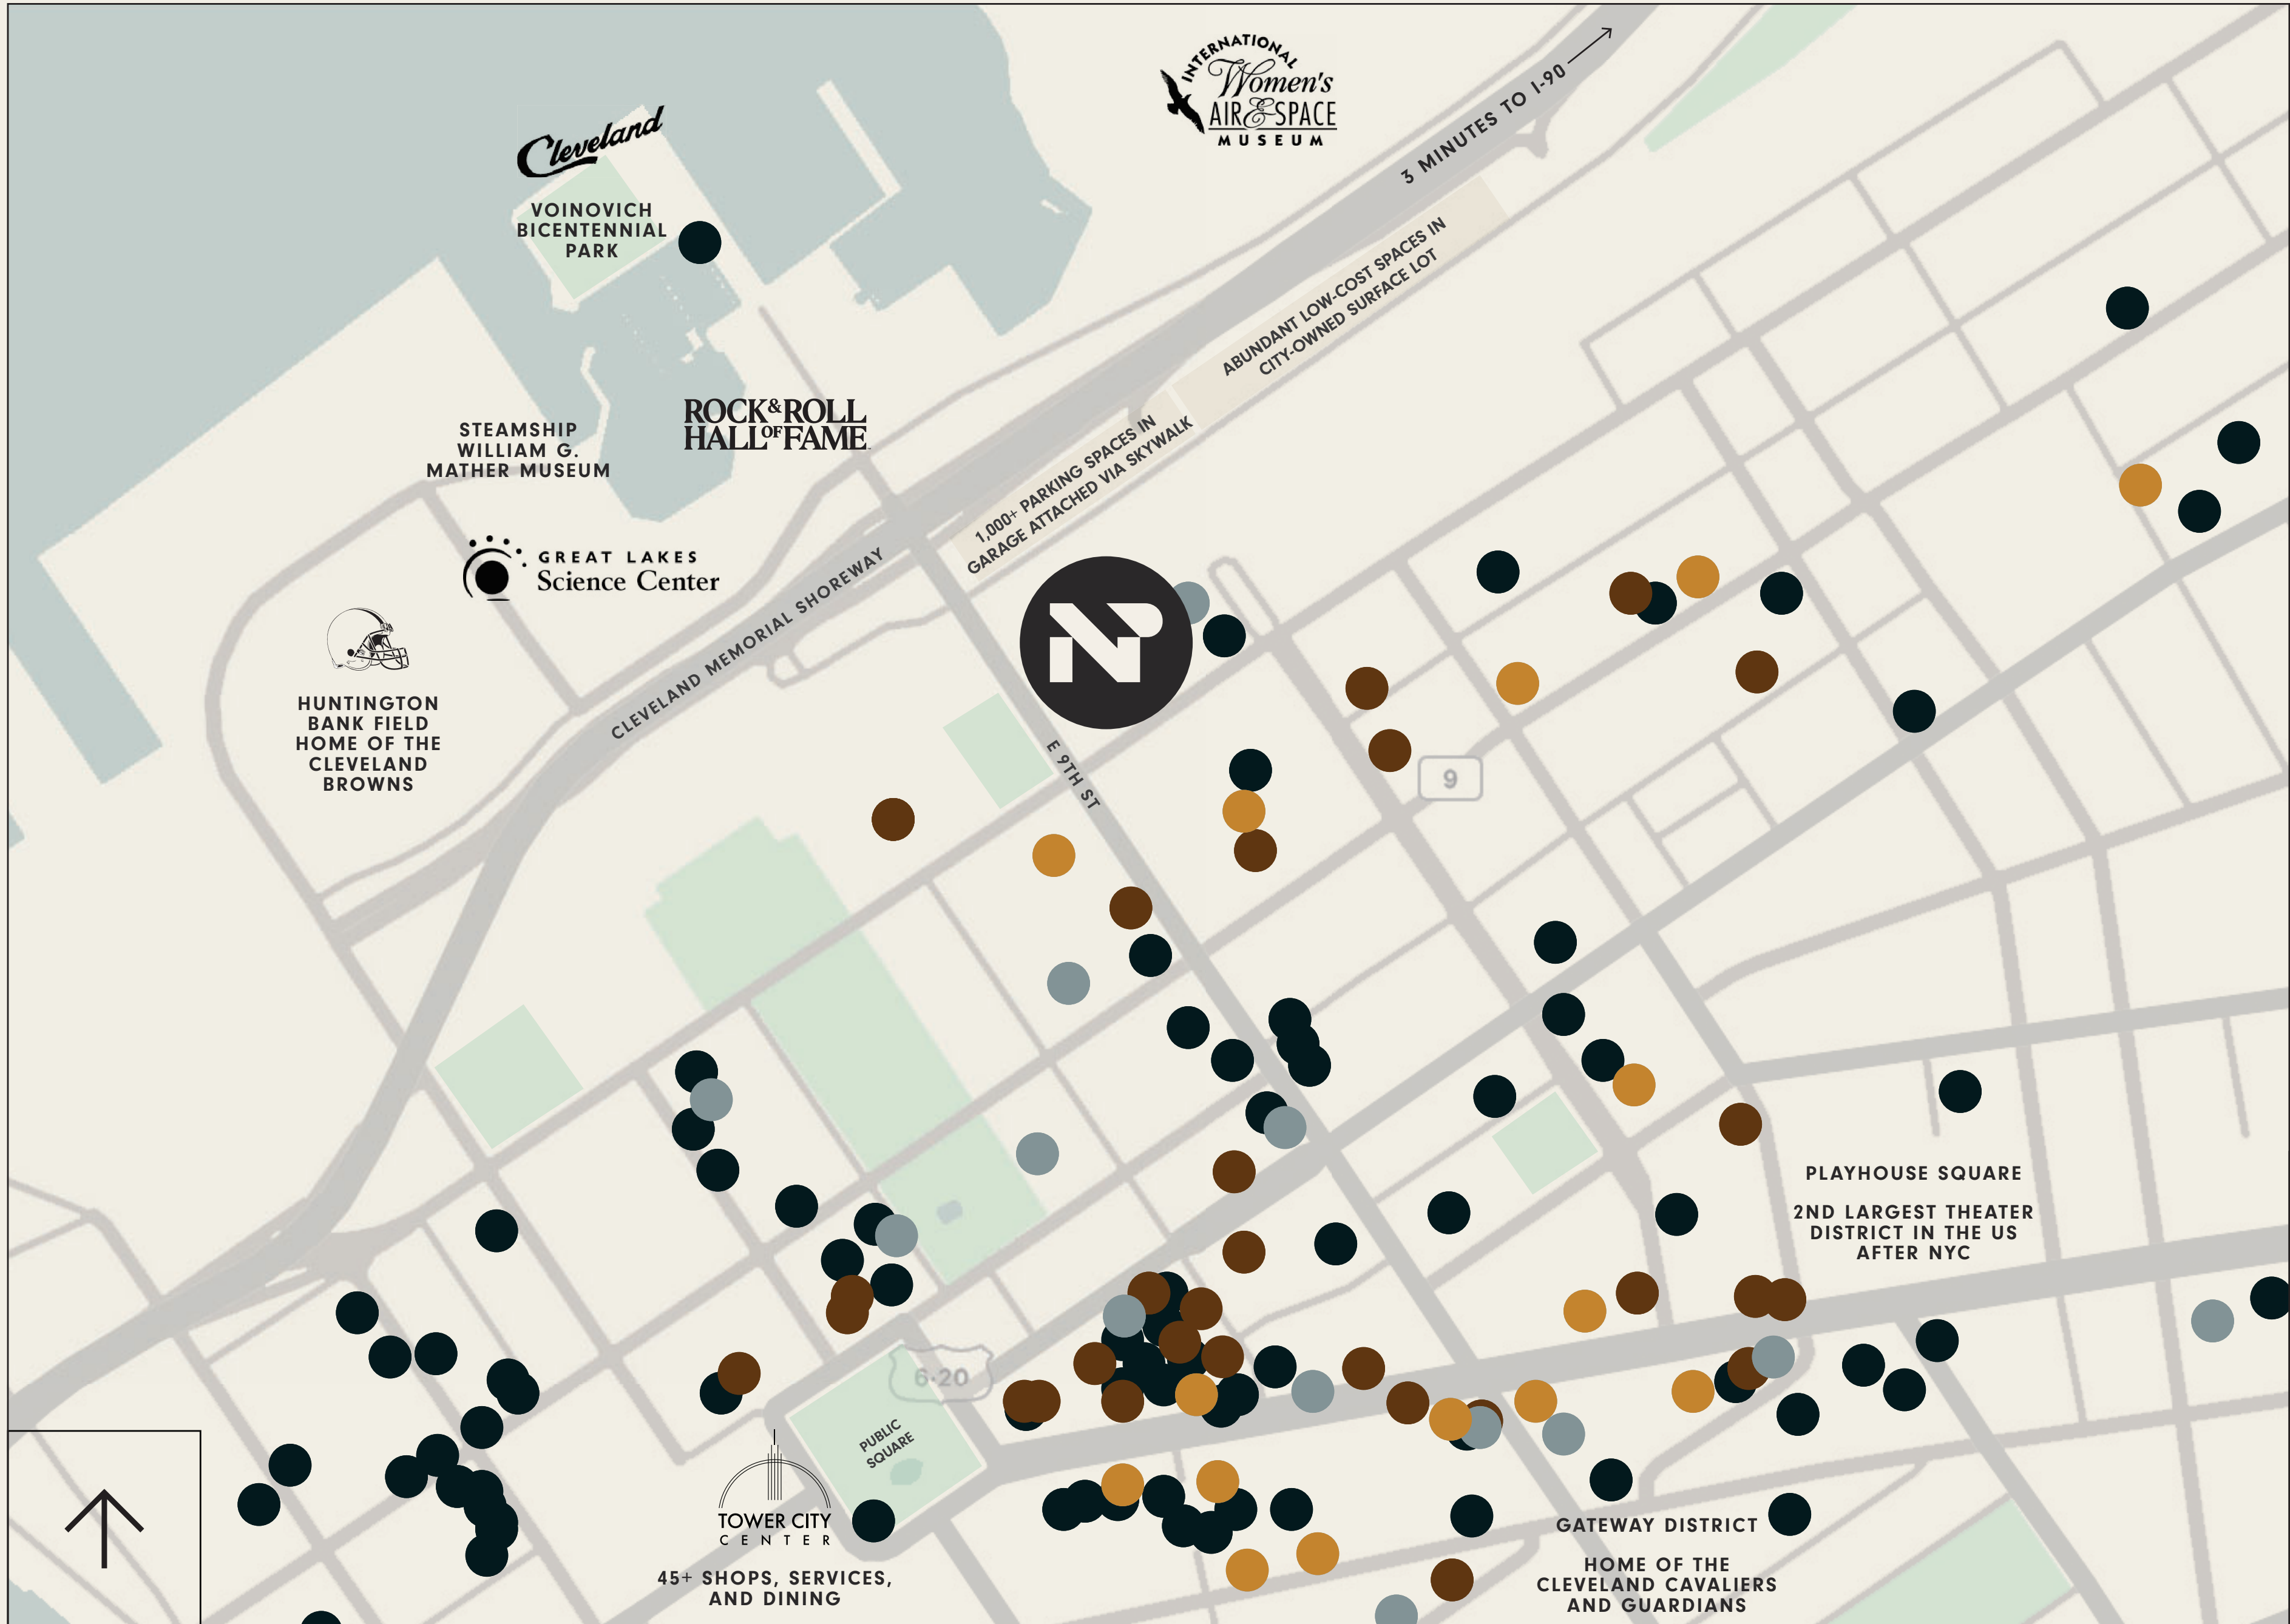 INTERNATIONAL
Women's
AIR & SPACE
MUSEUM
3 MINUTES TO I-90
Cleveland
VOINOVICH
BICENTENNIAL
PARK
ABUNDANT LOW-COST SPACES IN
CITY-OWNED SURFACE LOT
ROCK & ROLL
HALL OF FAME
STEAMSHIP
WILLIAM G.
MATHER MUSEUM
1,000+ PARKING SPACES IN
GARAGE ATTACHED VIA SKYWALK
GREAT LAKES
Science Center
CLEVELAND MEMORIAL SHOREWAY
NP
HUNTINGTON
BANK FIELD
HOME OF THE
CLEVELAND
BROWNS
E 9TH ST
9
PLAYHOUSE SQUARE
2ND LARGEST THEATER
DISTRICT IN THE US
AFTER NYC
6·20
PUBLIC
SQUARE
TOWER CITY
CENTER
45+ SHOPS, SERVICES,
AND DINING
GATEWAY DISTRICT
HOME OF THE
CLEVELAND CAVALIERS
AND GUARDIANS